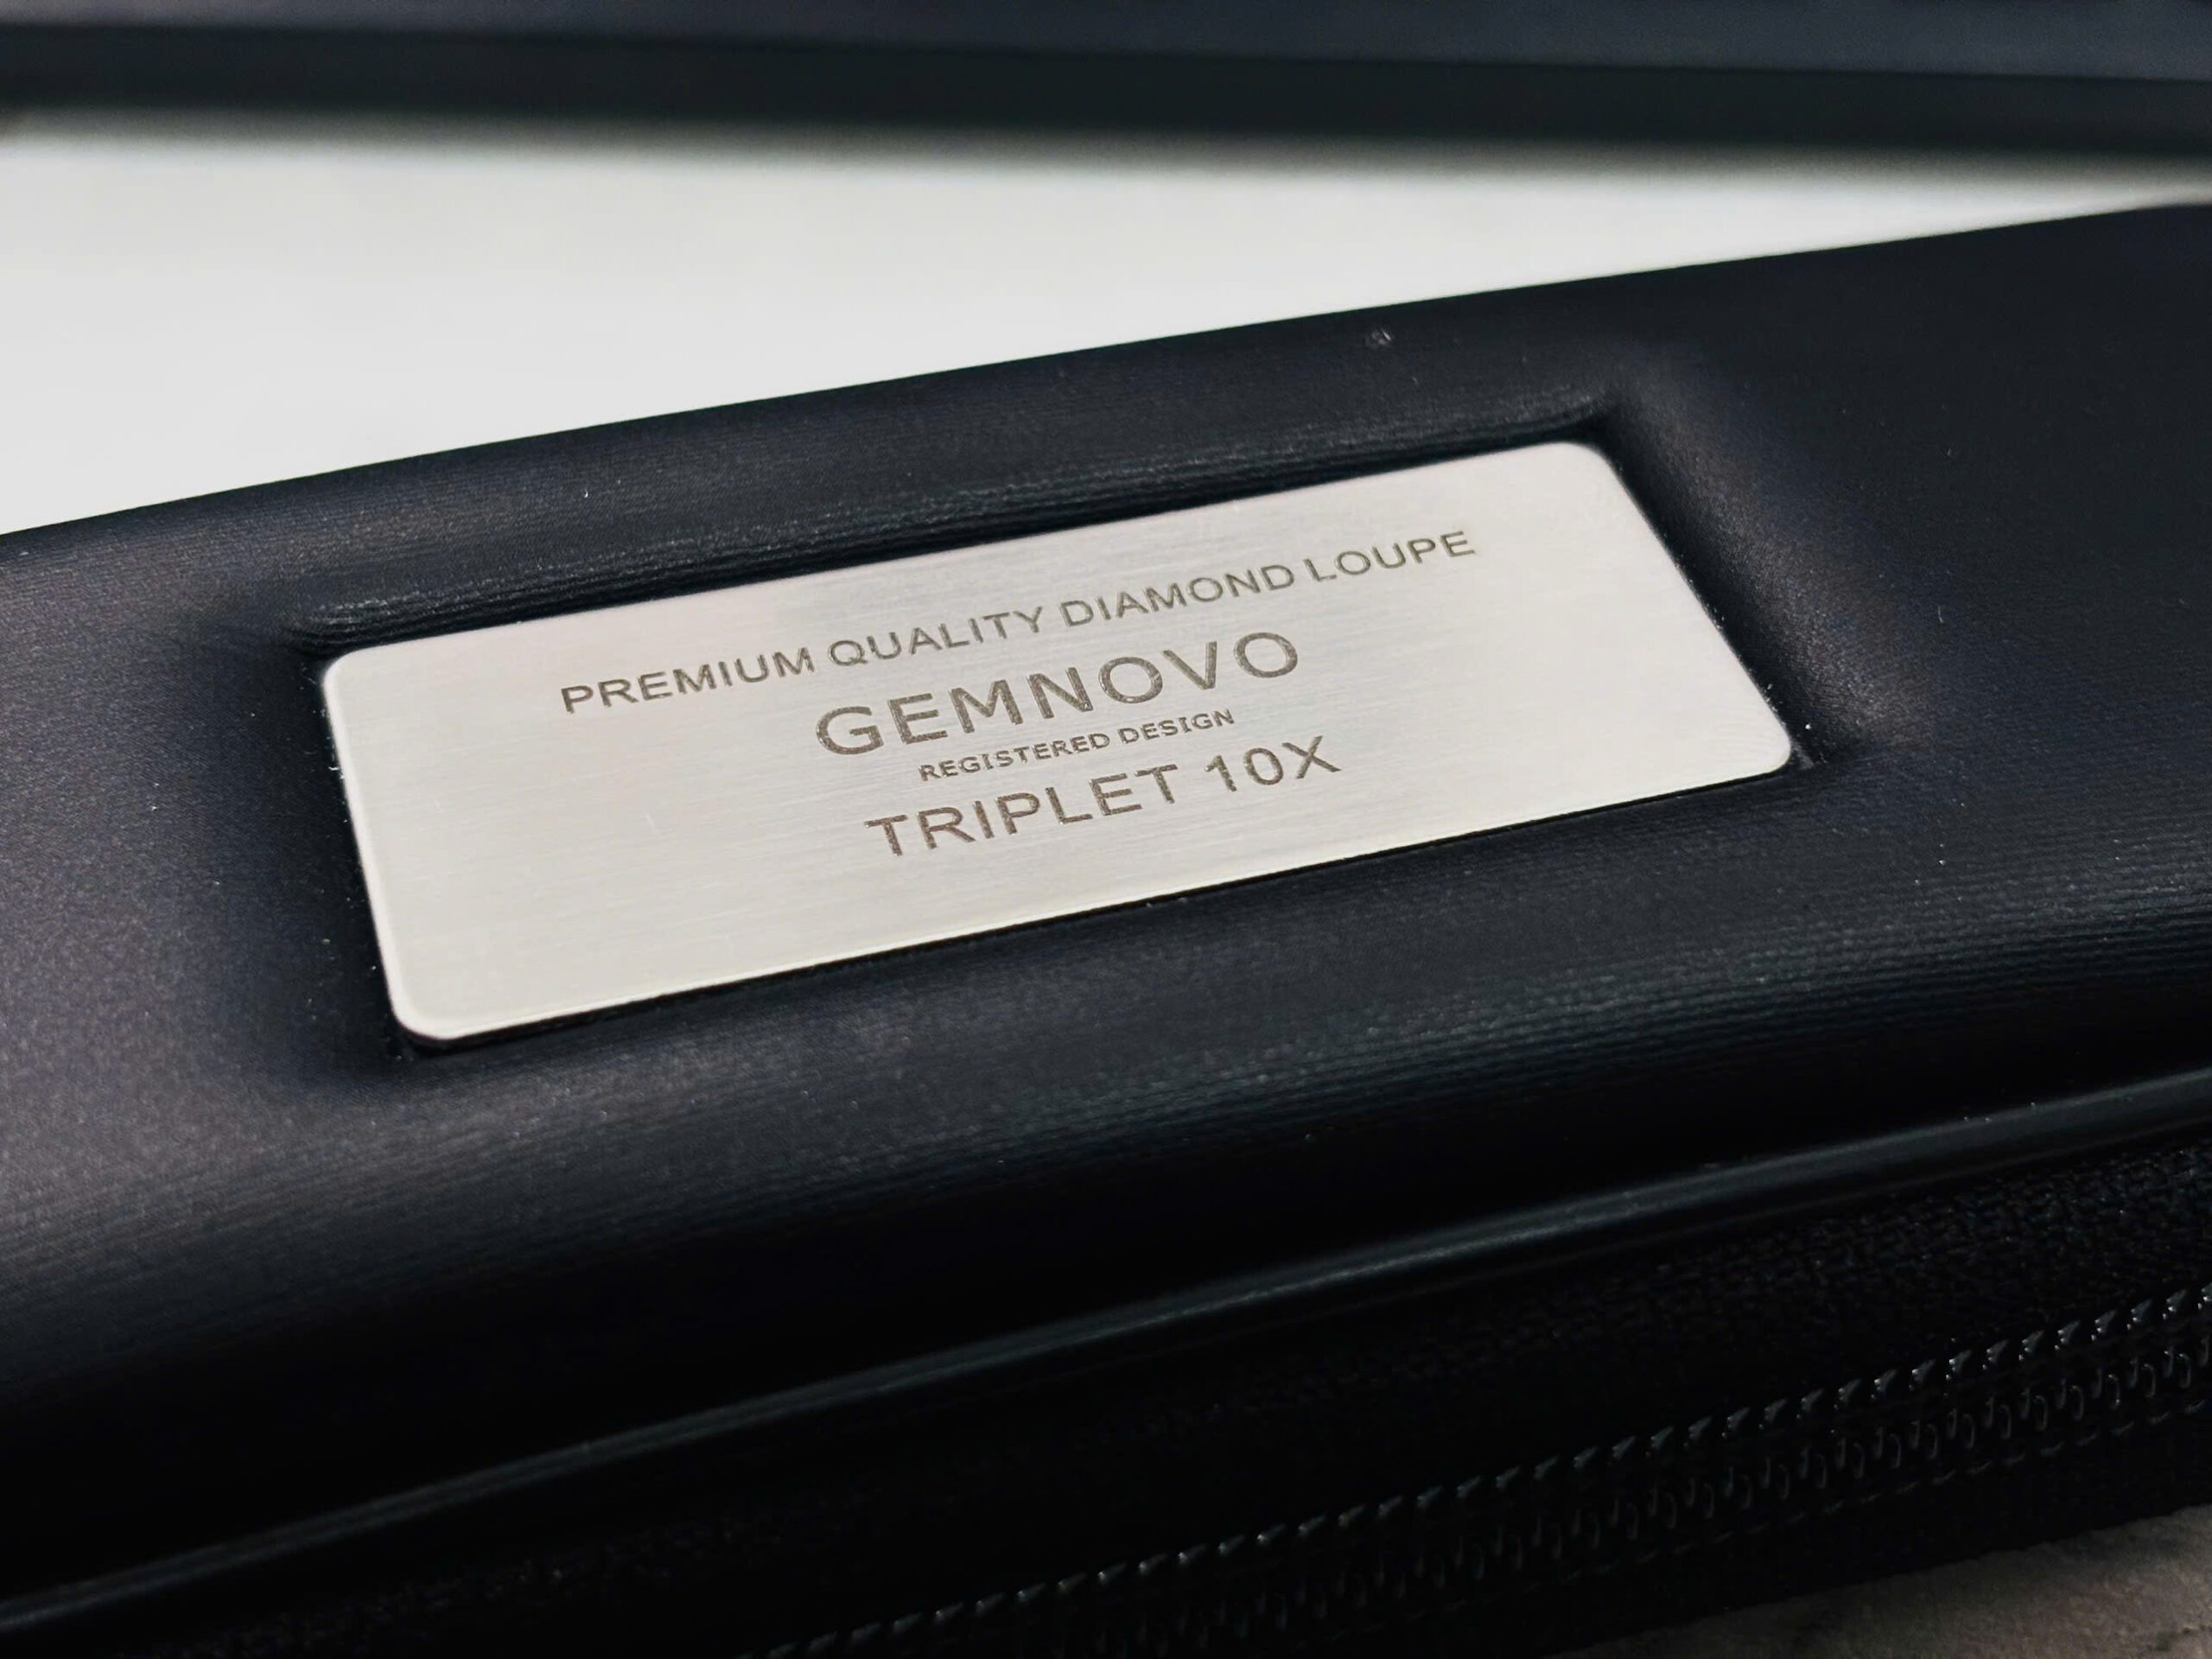 PREMIUM QUALITY DIAMOND LOUPE
GEMNOVO
REGISTERED DESIGN
TRIPLET 10X